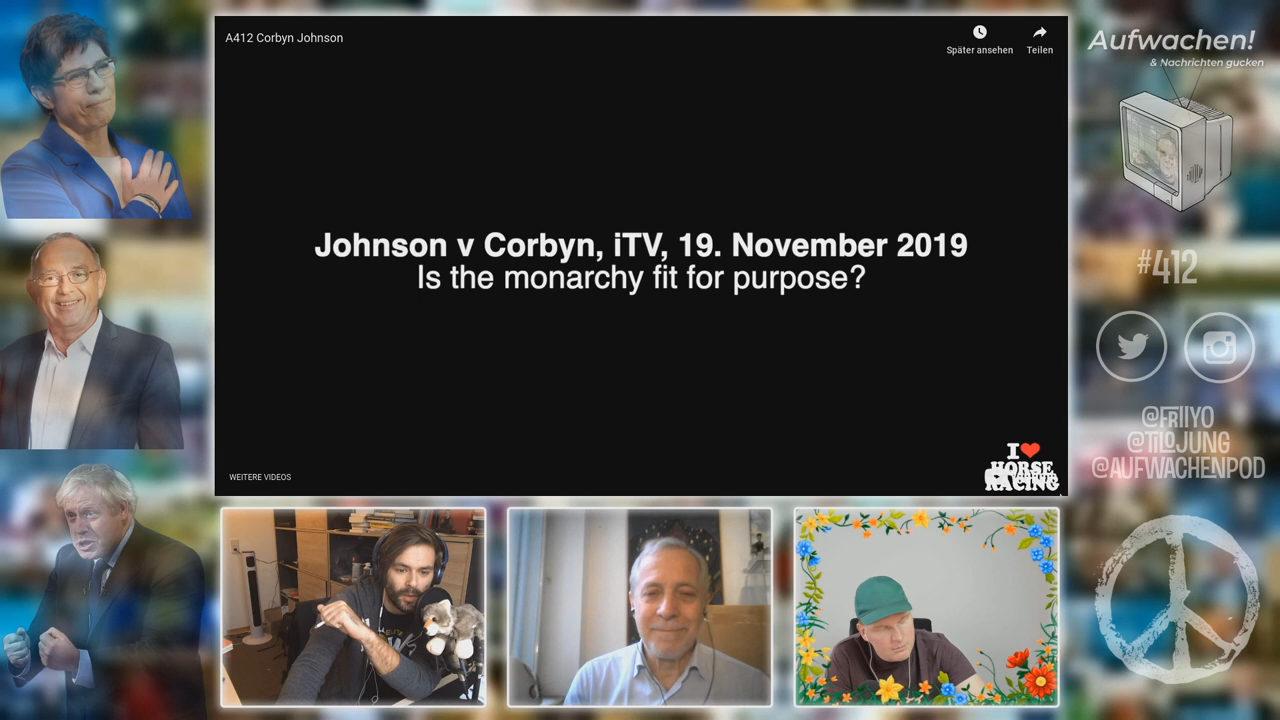 A412 Corbyn Johnson
Später ansehen
Teilen
Aufwachen!
& Nachrichten gucken
Johnson v Corbyn, iTV, 19. November 2019
Is the monarchy fit for purpose?
#412
@FRIIYO
@TILOJUNG
@AUFWACHENPOD
WEITERE VIDEOS
I
HORSE
RACING